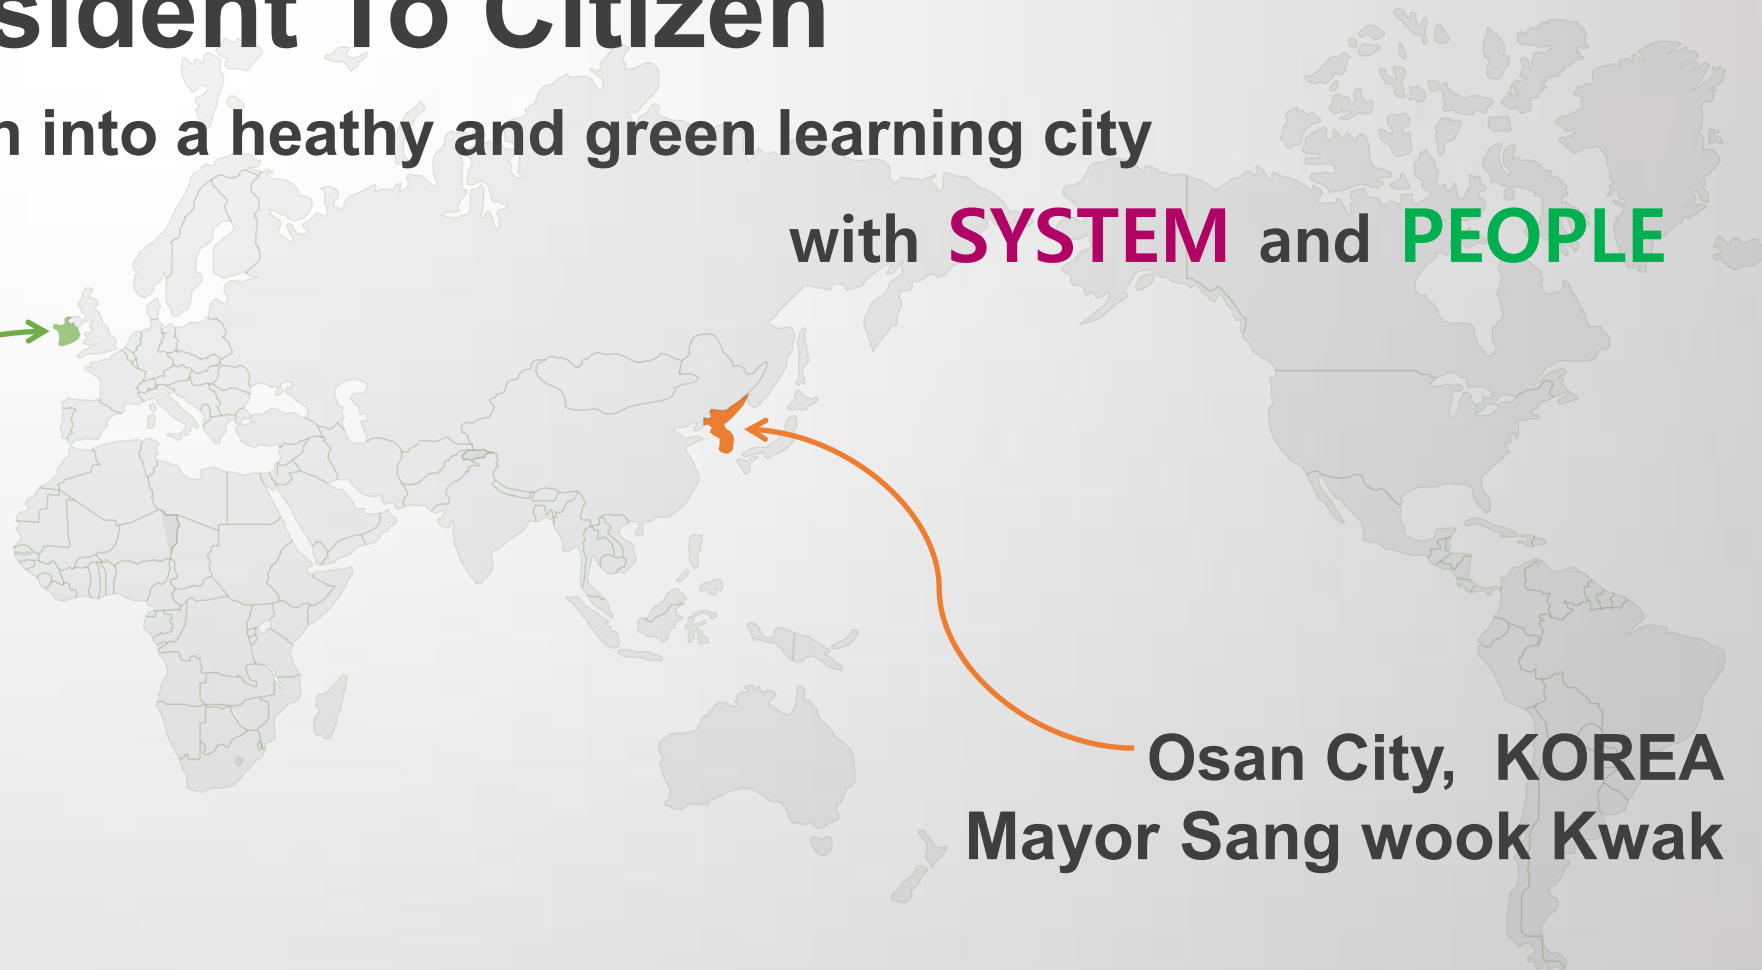 sident To Citizen
n into a heathy and green learning city
with SYSTEM and PEOPLE
Osan City, KOREA
Mayor Sang wook Kwak